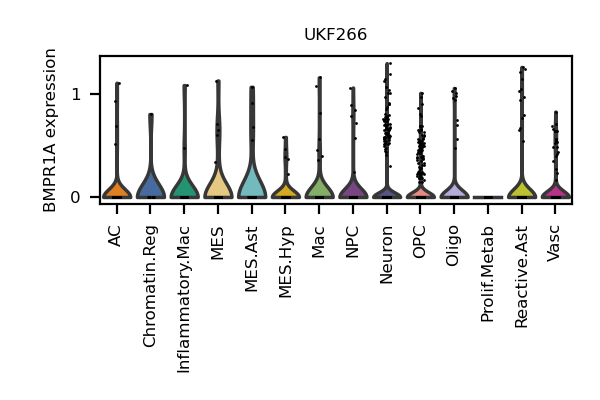 UKF266
BMPR1A expression
1
0
AC
Chromatin.Reg
Inflammatory.Mac
MES
MES.Ast
MES.Hyp
Mac
NPC
Neuron
OPC
Oligo
Prolif.Metab
Reactive.Ast
Vasc